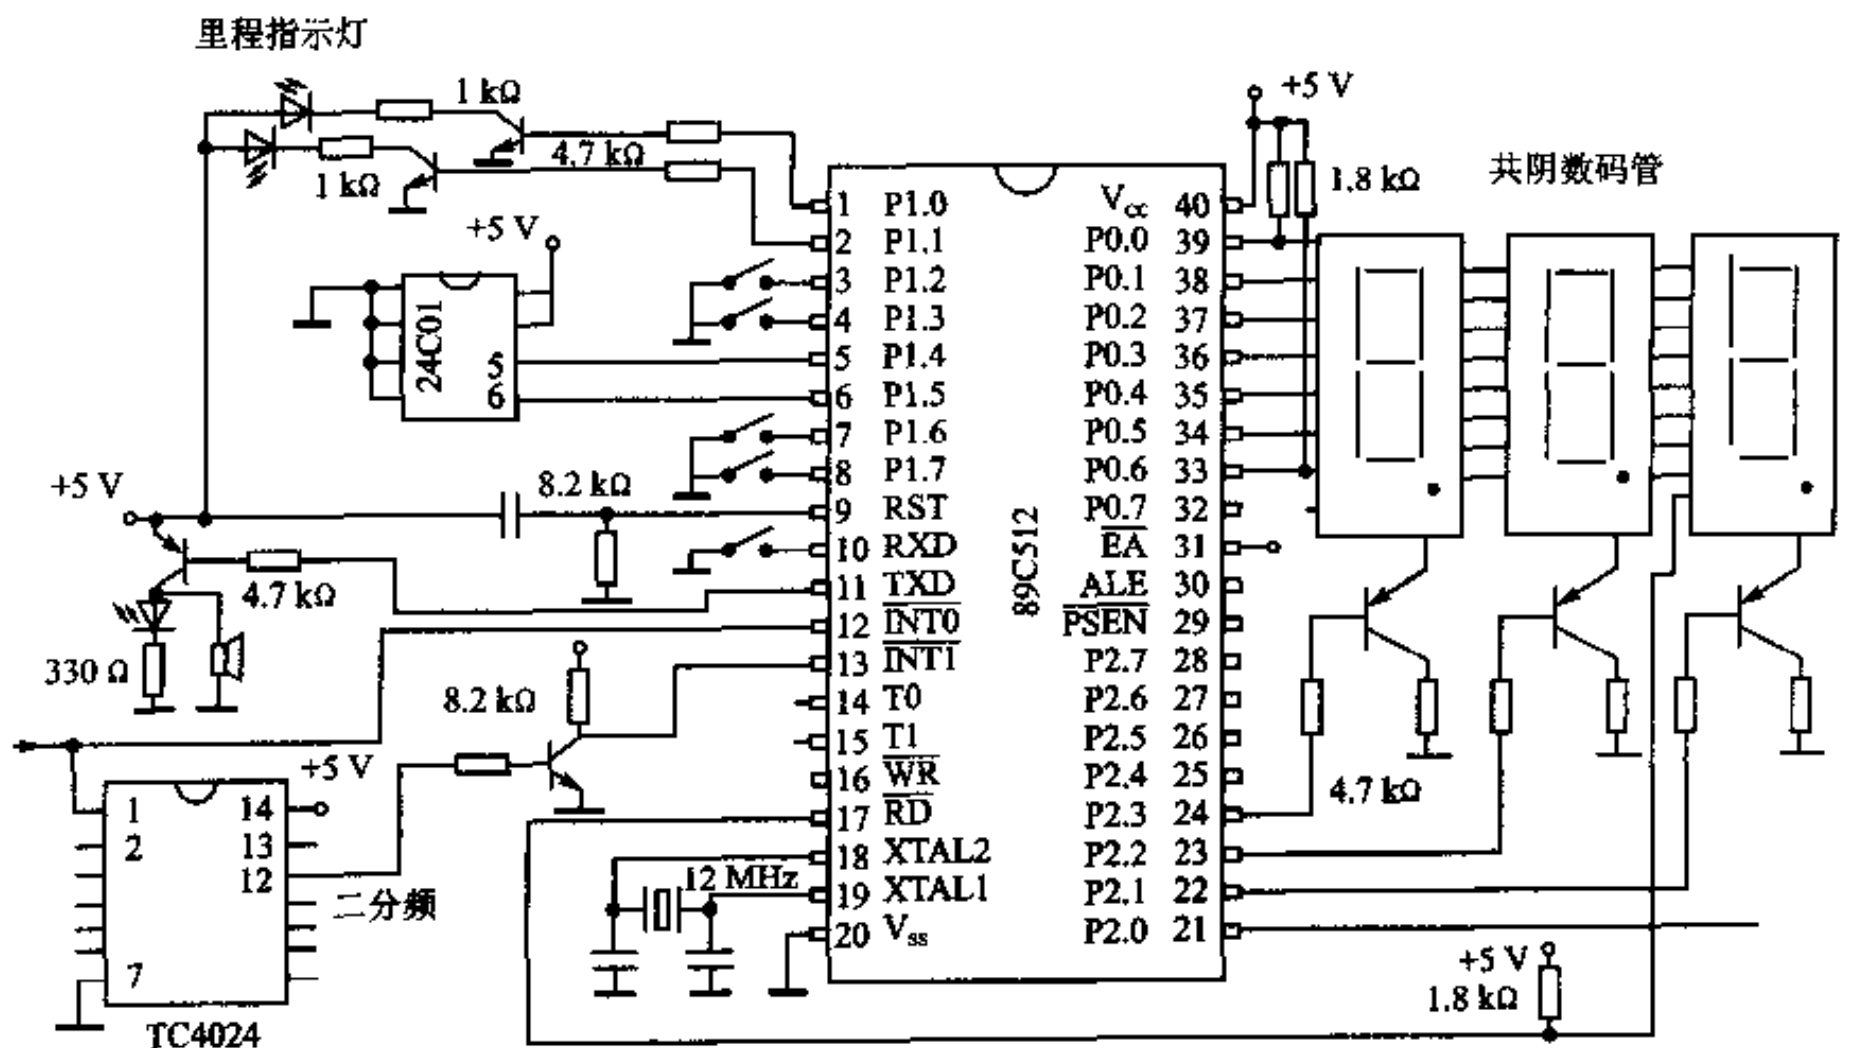 里程指示灯
1 kΩ
4.7 kΩ
1 kΩ
+5 V
24C01
5
6
+5 V
8.2 kΩ
4.7 kΩ
330 Ω
8.2 kΩ
+5 V
1
2
7
14
13
12
二分频
TC4024
12 MHz
89C512
1 P1.0
2 P1.1
3 P1.2
4 P1.3
5 P1.4
6 P1.5
7 P1.6
8 P1.7
9 RST
10 RXD
11 TXD
12 INT0
13 INT1
14 T0
15 T1
16 WR
17 RD
18 XTAL2
19 XTAL1
20 Vss
Vcc 40
P0.0 39
P0.1 38
P0.2 37
P0.3 36
P0.4 35
P0.5 34
P0.6 33
P0.7 32
EA 31
ALE 30
PSEN 29
P2.7 28
P2.6 27
P2.5 26
P2.4 25
P2.3 24
P2.2 23
P2.1 22
P2.0 21
+5 V
1.8 kΩ
共阴数码管
4.7 kΩ
+5 V
1.8 kΩ